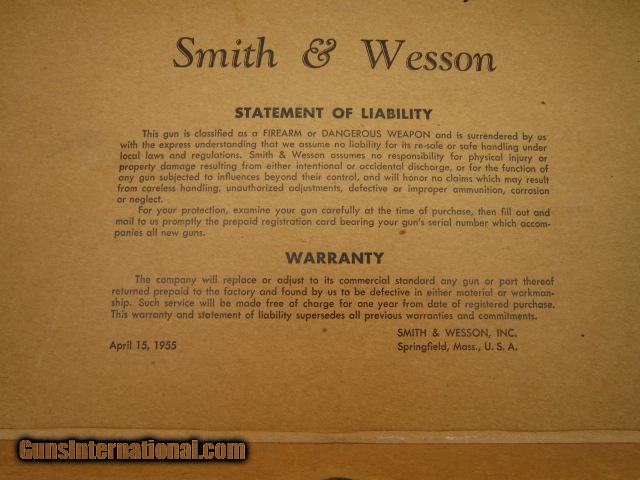 Smith & Wesson
STATEMENT OF LIABILITY
This gun is classified as a FIREARM or DANGEROUS WEAPON and is surrendered by us
with the express understanding that we assume no liability for its re-sale or safe handling under
local laws and regulations. Smith & Wesson assumes no responsibility for physical injury or
property damage resulting from either intentional or accidental discharge, or for the function of
any gun subjected to influences beyond their control, and will honor no claims which may result
from careless handling, unauthorized adjustments, defective or improper ammunition, corrosion
or neglect.
For your protection, examine your gun carefully at the time of purchase, then fill out and
mail to us promptly the prepaid registration card bearing your gun's serial number which accom-
panies all new guns.
WARRANTY
The company will replace or adjust to its commercial standard any gun or part thereof
returned prepaid to the factory and found by us to be defective in either material or workman-
ship. Such service will be made free of charge for one year from date of registered purchase.
This warranty and statement of liability supersedes all previous warranties and commitments.
SMITH & WESSON, INC.
April 15, 1955 Springfield, Mass., U. S. A.
GunsInternational.com